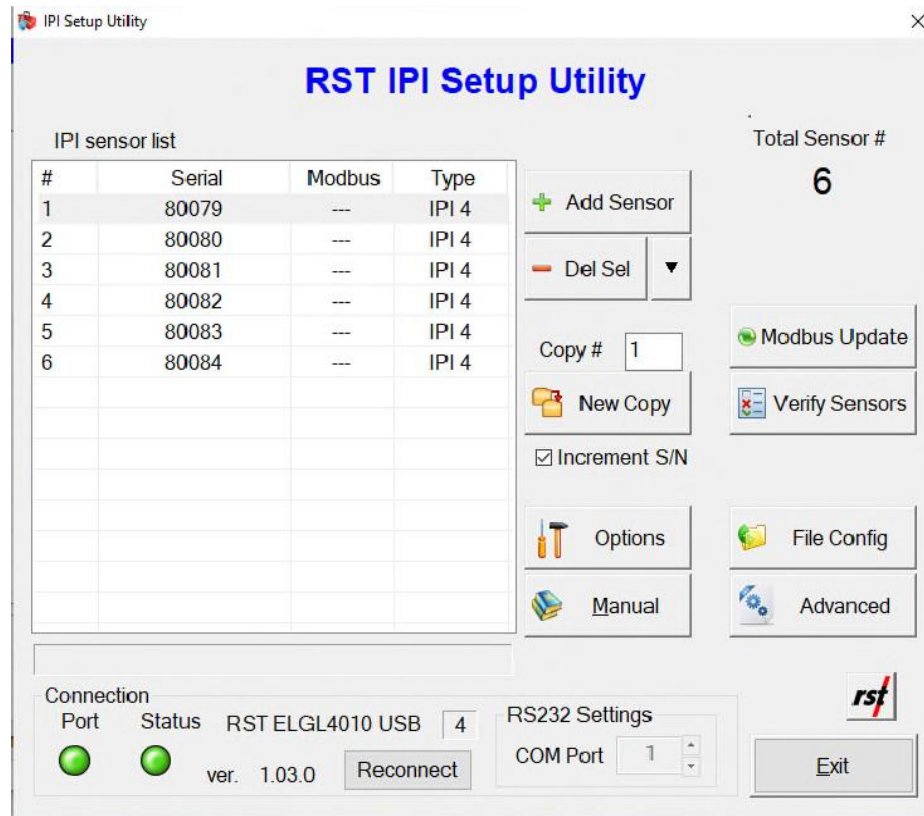 IPI Setup Utility
RST IPI Setup Utility
IPI sensor list
Total Sensor #
6
# Serial Modbus Type
1 80079 --- IPI 4
2 80080 --- IPI 4
3 80081 --- IPI 4
4 80082 --- IPI 4
5 80083 --- IPI 4
6 80084 --- IPI 4
Add Sensor
Del Sel
Copy # 1
New Copy
Increment S/N
Modbus Update
Verify Sensors
Options
Manual
File Config
Advanced
Connection
Port Status RST ELGL4010 USB 4
ver. 1.03.0 Reconnect
RS232 Settings
COM Port 1
rst
Exit